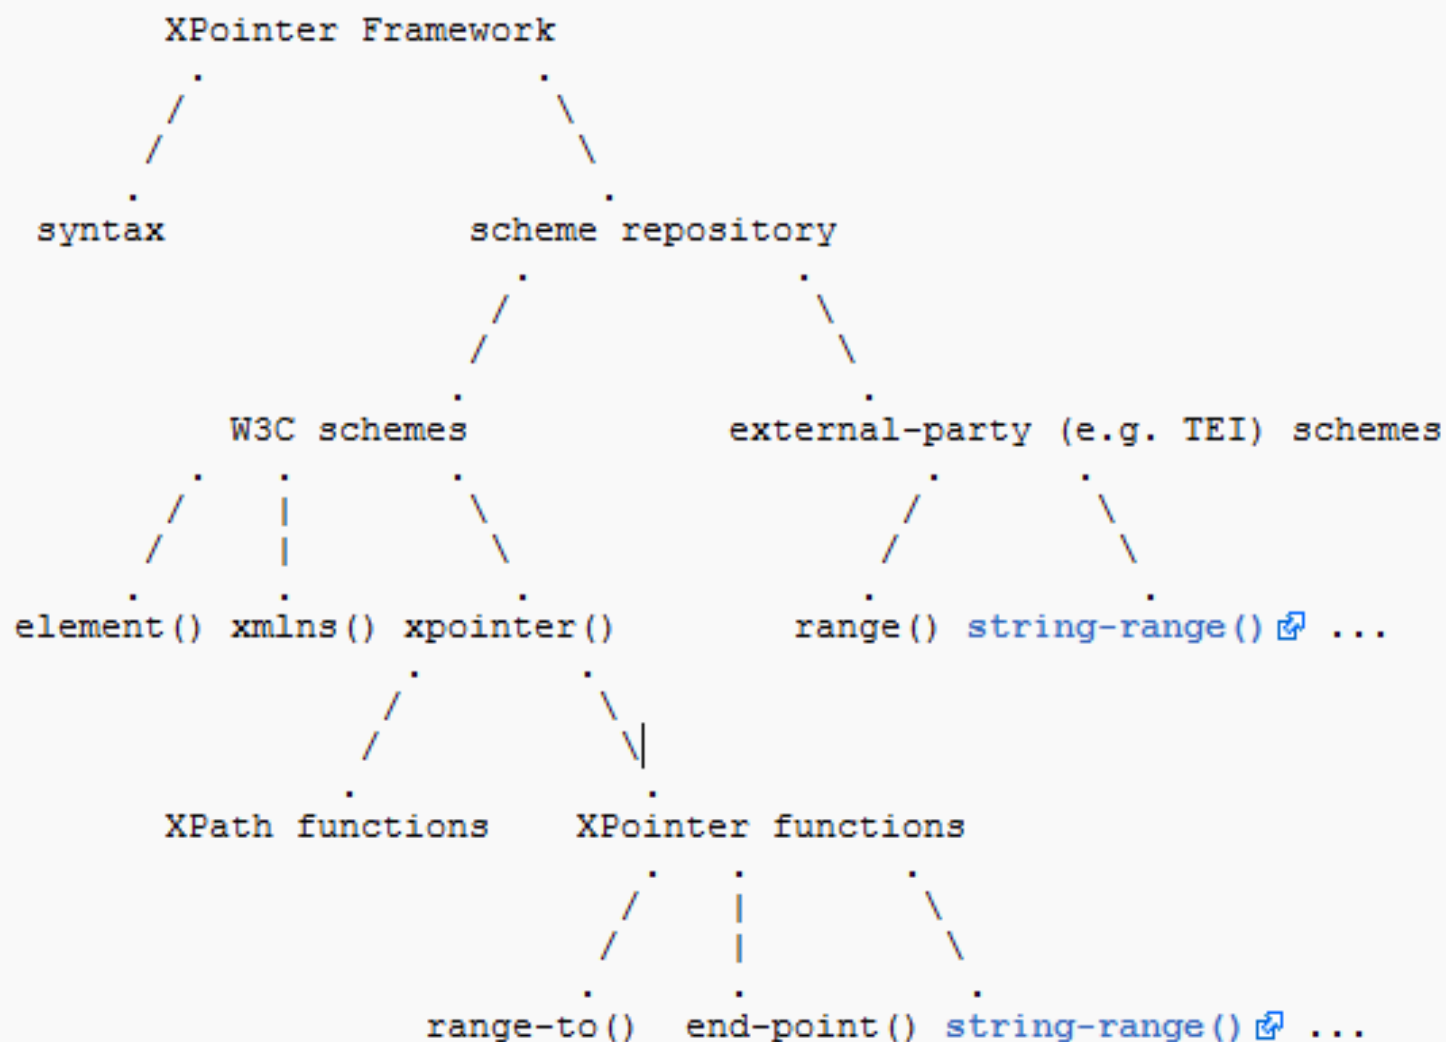 XPointer Framework
syntax scheme repository
W3C schemes external-party (e.g. TEI) schemes
element() xmlns() xpointer() range() string-range() ...
XPath functions XPointer functions
range-to() end-point() string-range() ...